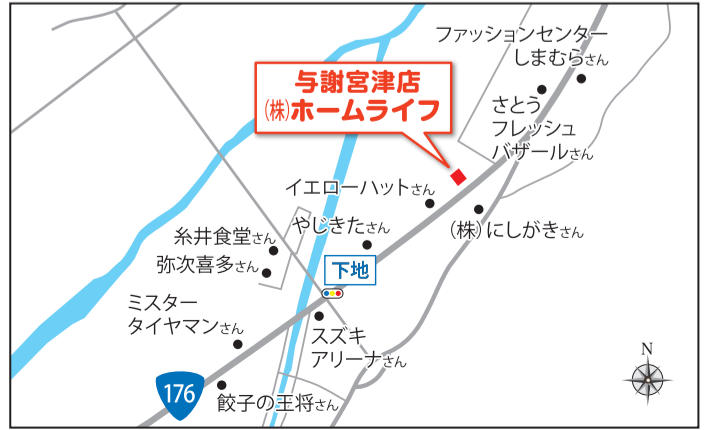 ファッションセンター
しまむらさん
与謝宮津店
㈱ホームライフ
さとう
フレッシュ
バザールさん
イエローハットさん
やじきたさん
(株)にしがきさん
糸井食堂さん
弥次喜多さん
下地
ミスター
タイヤマンさん
スズキ
アリーナさん
N
176
餃子の王将さん